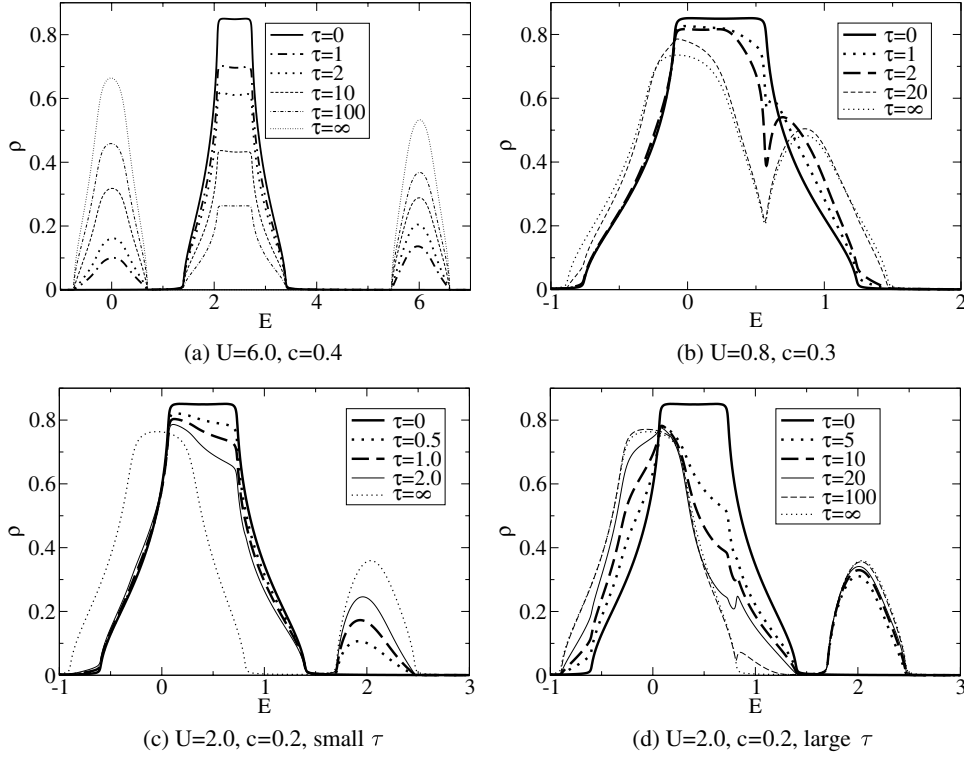 0.8
0.6
ρ
0.4
0.2
0
0
2
4
6
E
τ=0
τ=1
τ=2
τ=10
τ=100
τ=∞
(a) U=6.0, c=0.4
0.8
0.6
ρ
0.4
0.2
0
-1
0
1
2
E
τ=0
τ=1
τ=2
τ=20
τ=∞
(b) U=0.8, c=0.3
0.8
0.6
ρ
0.4
0.2
0
-1
0
1
2
3
E
τ=0
τ=0.5
τ=1.0
τ=2.0
τ=∞
(c) U=2.0, c=0.2, small τ
0.8
0.6
ρ
0.4
0.2
0
-1
0
1
2
3
E
τ=0
τ=5
τ=10
τ=20
τ=100
τ=∞
(d) U=2.0, c=0.2, large τ